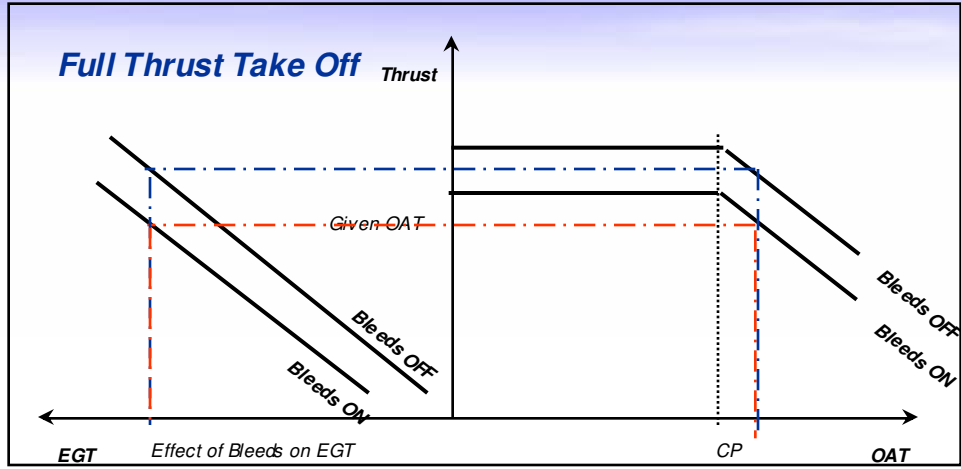 Full Thrust Take Off
Thrust
Given OAT
Bleeds OFF
Bleeds ON
Bleeds OFF
Bleeds ON
EGT
Effect of Bleeds on EGT
CP
OAT